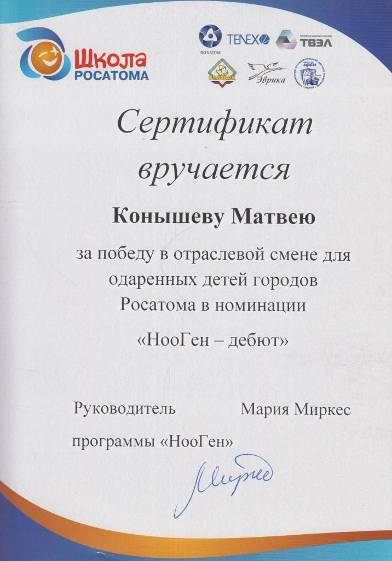 Школа
РОСАТОМА
РОСАТОМ
TENEX
ТВЭЛ
Эврика
Сертификат
вручается
Конышеву Матвею
за победу в отраслевой смене для
одаренных детей городов
Росатома в номинации
«НооГен – дебют»
Руководитель Мария Миркес
программы «НооГен»